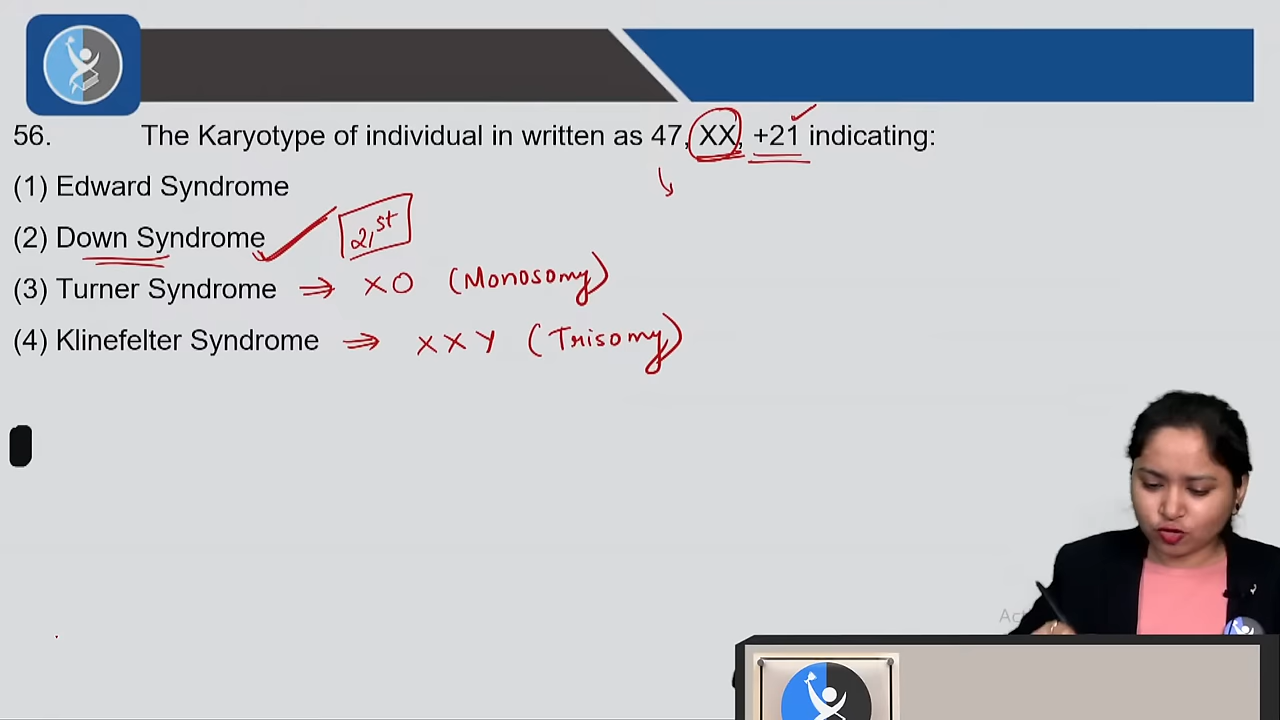 56. The Karyotype of individual in written as 47, XX, +21 indicating:
(1) Edward Syndrome
(2) Down Syndrome 21st
(3) Turner Syndrome ⇒ XO (Monosomy)
(4) Klinefelter Syndrome ⇒ XXY (Trisomy)